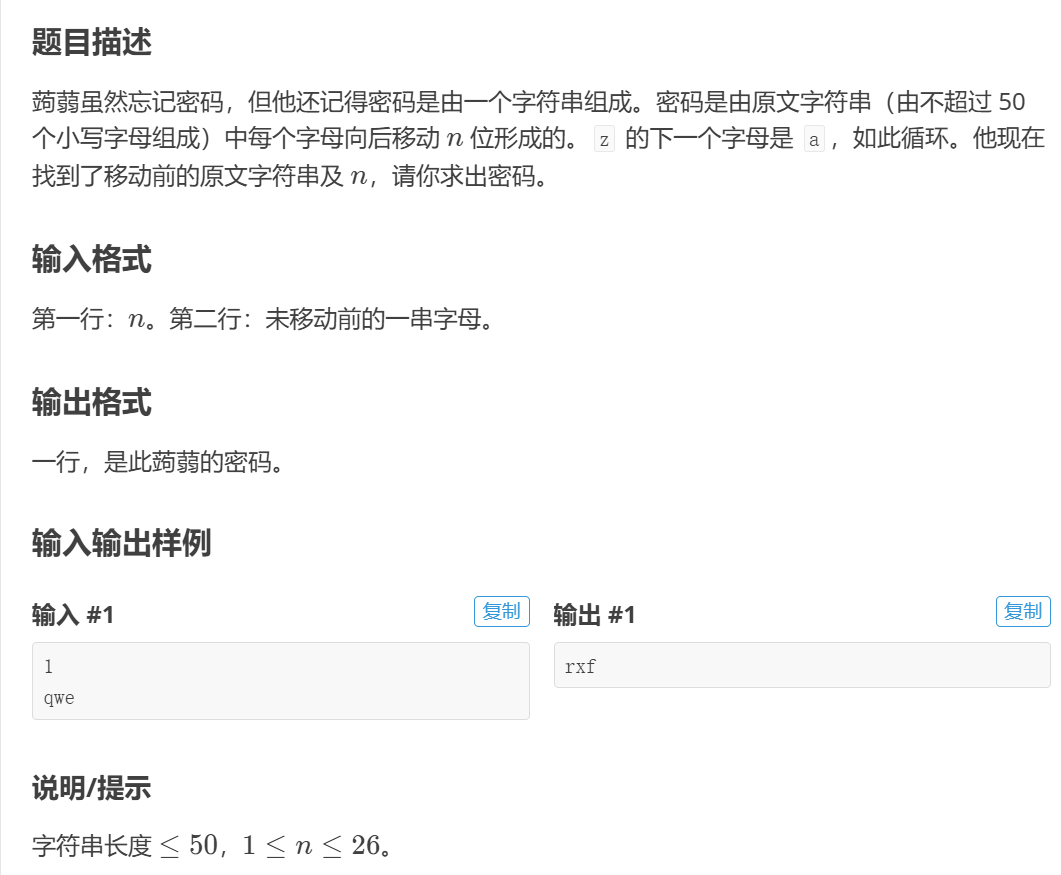 题目描述
蒟蒻虽然忘记密码，但他还记得密码是由一个字符串组成。密码是由原文字符串（由不超过 50
个小写字母组成）中每个字母向后移动 n 位形成的。 z 的下一个字母是 a ，如此循环。他现在
找到了移动前的原文字符串及 n，请你求出密码。
输入格式
第一行：n。第二行：未移动前的一串字母。
输出格式
一行，是此蒟蒻的密码。
输入输出样例
输入 #1 复制 输出 #1 复制
1 rxf
qwe
说明/提示
字符串长度 ≤ 50，1 ≤ n ≤ 26。